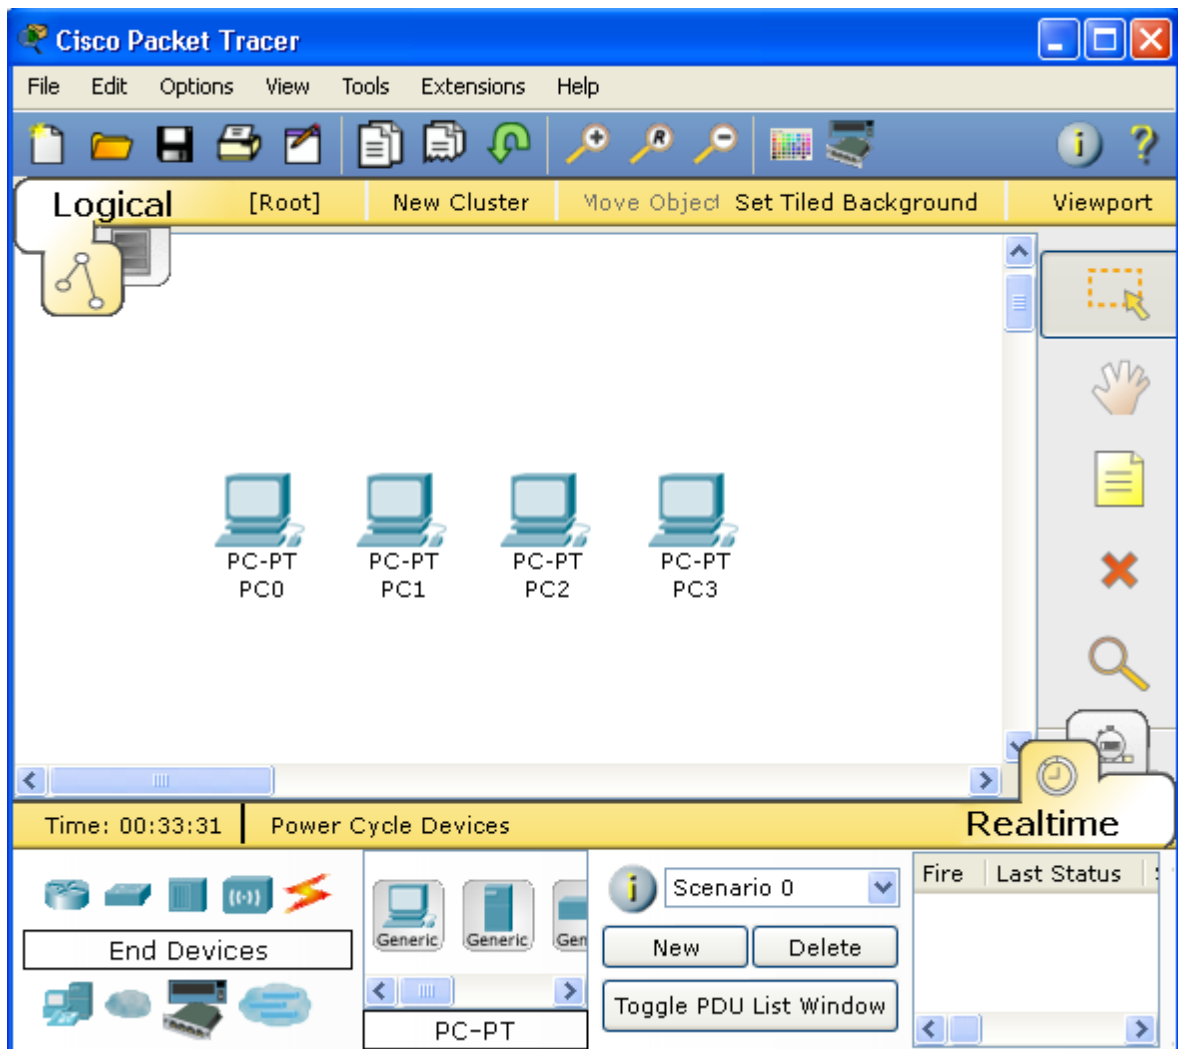 Cisco Packet Tracer
File Edit Options View Tools Extensions Help
Logical [Root] New Cluster Move Object Set Tiled Background Viewport
PC-PT PC-PT PC-PT PC-PT
PC0 PC1 PC2 PC3
Time: 00:33:31 Power Cycle Devices Realtime
Fire Last Status
Scenario 0
Generic Generic Gen
End Devices New Delete
Toggle PDU List Window
PC-PT